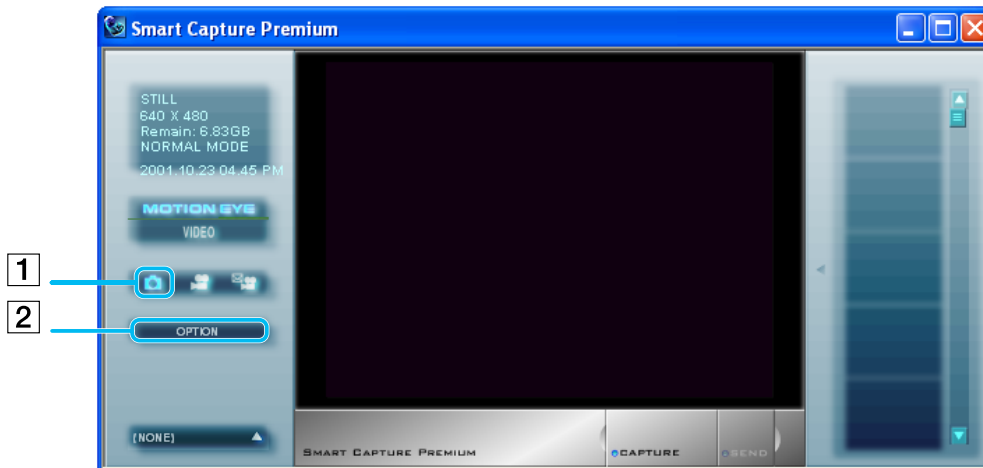 Smart Capture Premium
STILL
640 X 480
Remain: 6.83GB
NORMAL MODE
2001.10.23 04.45 PM
MOTION EYE
VIDEO
1
2
OPTION
[NONE]
SMART CAPTURE PREMIUM
CAPTURE
SEND